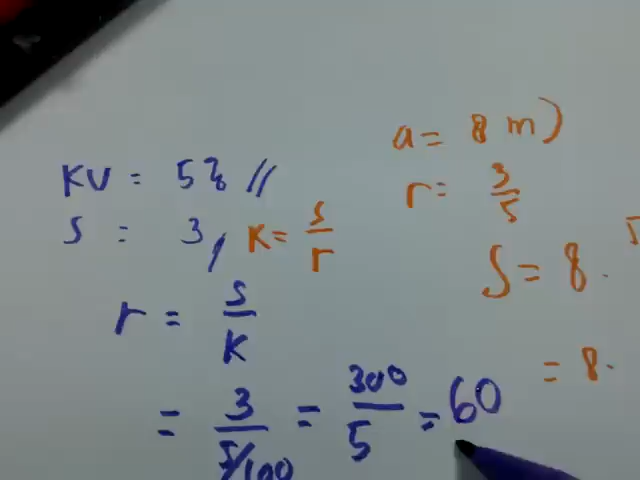 KV = 5% //
S = 3, K = s/r
r = s/K
= 3/(5/100) = 300/5 = 60
a = 8 m)
r = 3/5
S = 8.
= 8.